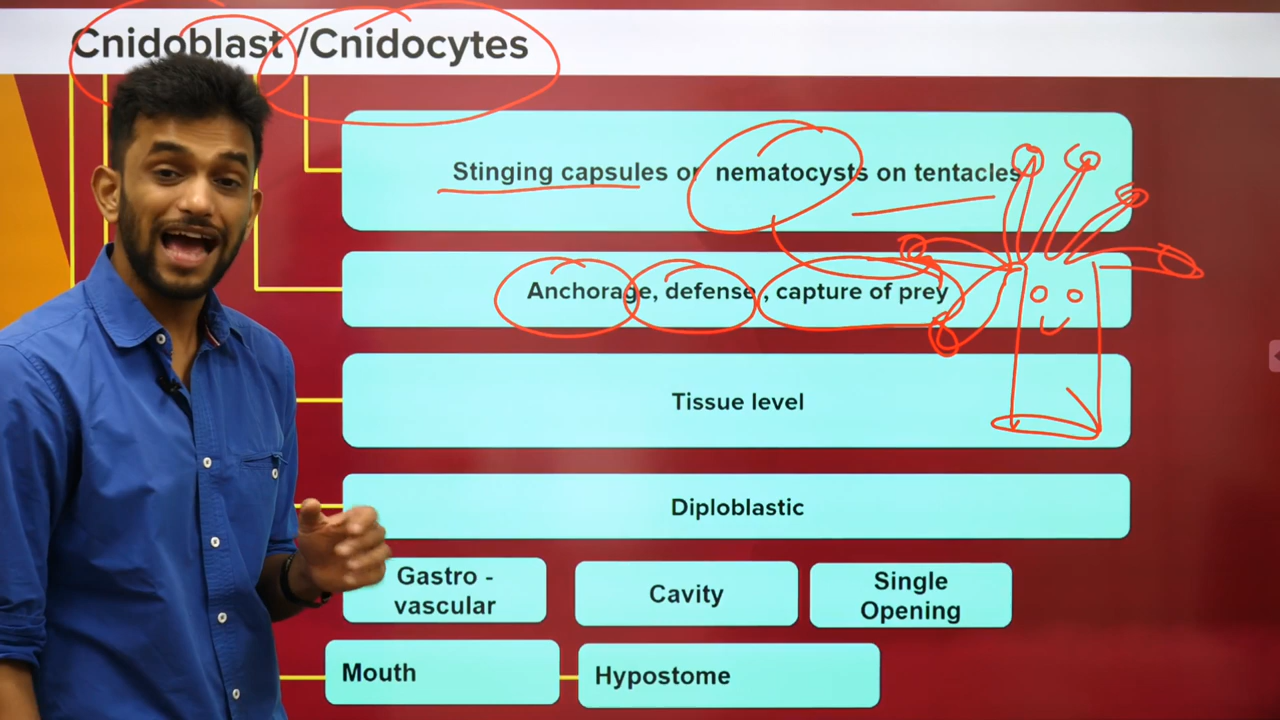 Cnidoblast /Cnidocytes
Stinging capsules or nematocysts on tentacles
Anchorage, defense , capture of prey
Tissue level
Diploblastic
Gastro -
vascular
Cavity
Single
Opening
Mouth
Hypostome